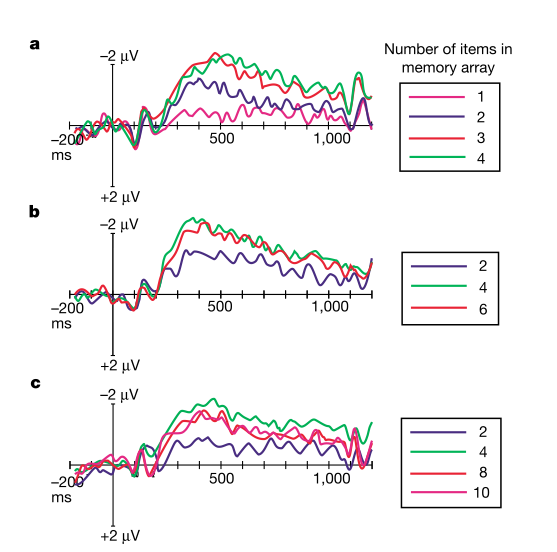 a
−2 μV
Number of items in
memory array
1
2
3
4
−200
ms
500
1,000
+2 μV
b
−2 μV
2
4
6
−200
ms
500
1,000
+2 μV
c
−2 μV
2
4
8
10
−200
ms
500
1,000
+2 μV